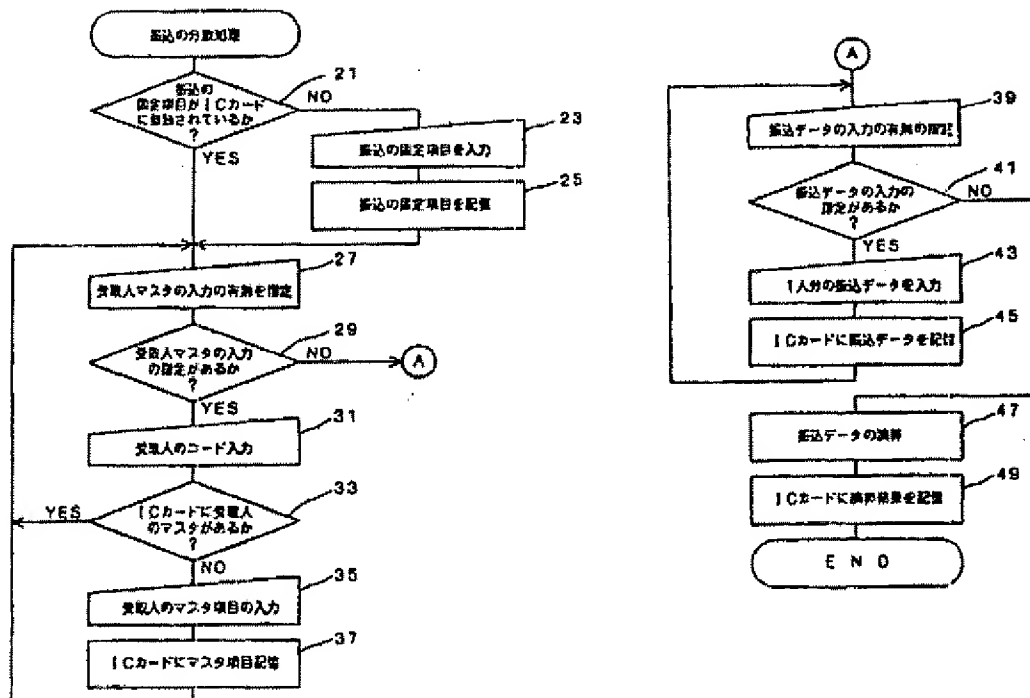 振込の分散処理
21
振込の
固定項目がICカード
に登録されているか
?
NO
YES
23
振込の固定項目を入力
25
振込の固定項目を記憶
27
受取人マスタの入力の有無を指定
29
受取人マスタの入力
の指定があるか
?
NO
A
YES
31
受取人のコード入力
33
ICカードに受取人
のマスタがあるか
?
YES
NO
35
受取人のマスタ項目の入力
37
ICカードにマスタ項目記憶
A
39
振込データの入力の有無の指定
41
振込データの入力の
指定があるか
?
NO
YES
43
1人分の振込データを入力
45
ICカードに振込データを記憶
47
振込データの演算
49
ICカードに演算結果を記憶
END